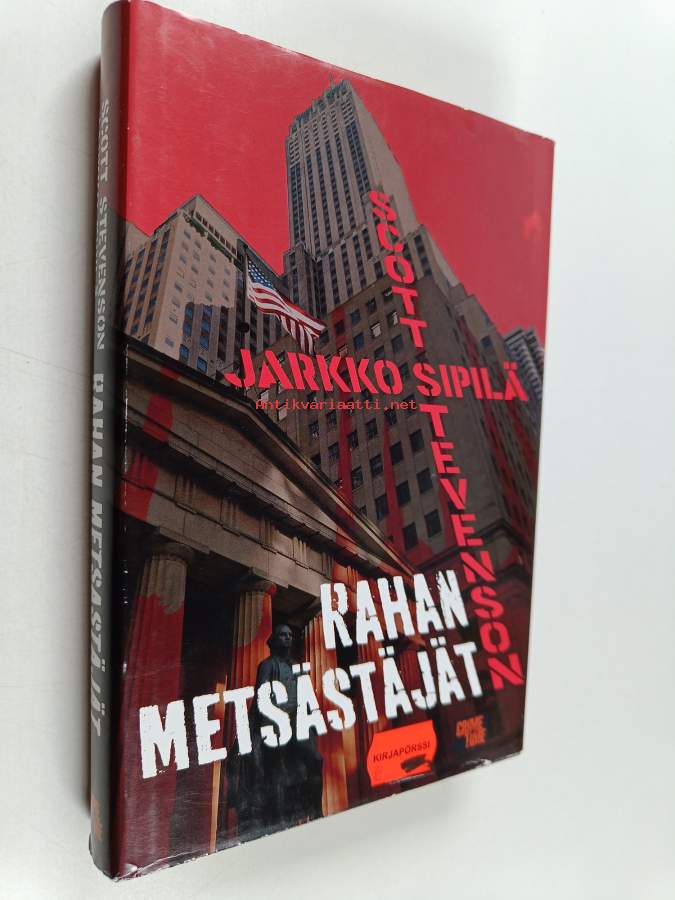 SCOTT STEVENSON
JARKKO SIPILÄ
Antikvariaatti.net
RAHAN
METSÄSTÄJÄT
KIRJAPÖRSSI
CRIME
TIME
SCOTT STEVENSON
RAHAN METSÄSTÄJÄT